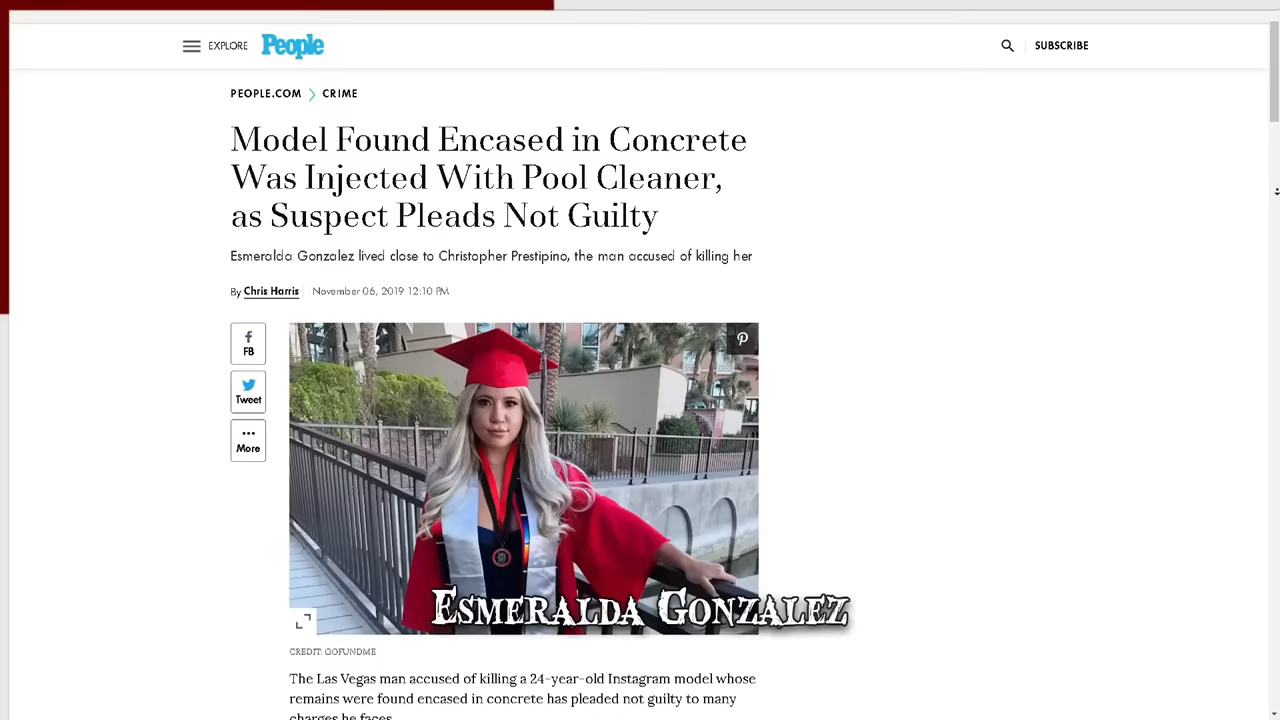 EXPLORE People SUBSCRIBE
PEOPLE.COM > CRIME
Model Found Encased in Concrete
Was Injected With Pool Cleaner,
as Suspect Pleads Not Guilty
Esmeralda Gonzalez lived close to Christopher Prestipino, the man accused of killing her
By Chris Harris November 06, 2019 12:10 PM
FB
Tweet
More
ESMERALDA GONZALEZ
CREDIT: GOFUNDME
The Las Vegas man accused of killing a 24-year-old Instagram model whose
remains were found encased in concrete has pleaded not guilty to many
charges he faces